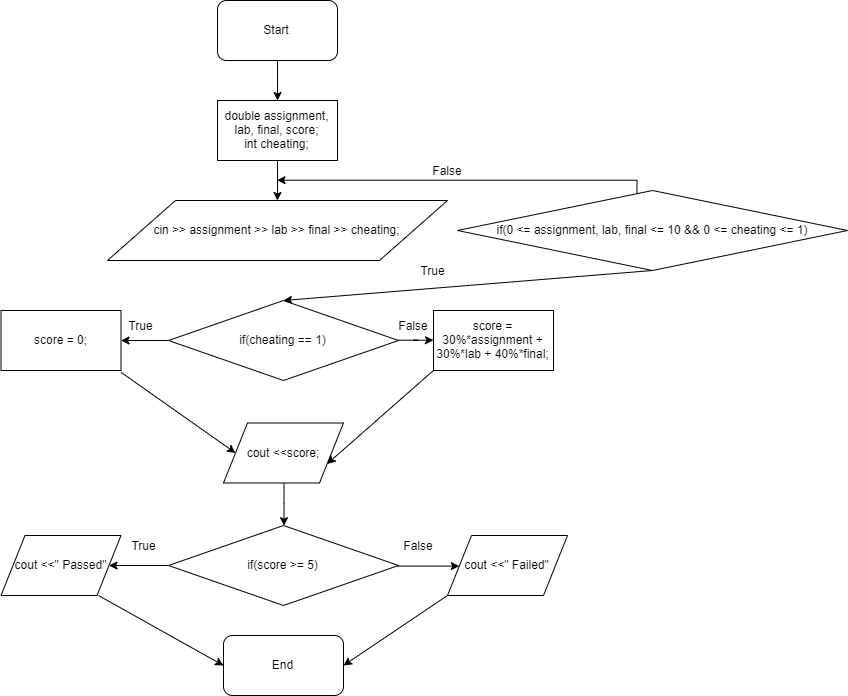 Start
double assignment,
lab, final, score;
int cheating;
False
cin >> assignment >> lab >> final >> cheating;
if(0 <= assignment, lab, final <= 10 && 0 <= cheating <= 1)
True
score = 0;
True
if(cheating == 1)
False
score =
30%*assignment +
30%*lab + 40%*final;
cout <<score;
cout <<" Passed"
True
if(score >= 5)
False
cout <<" Failed"
End